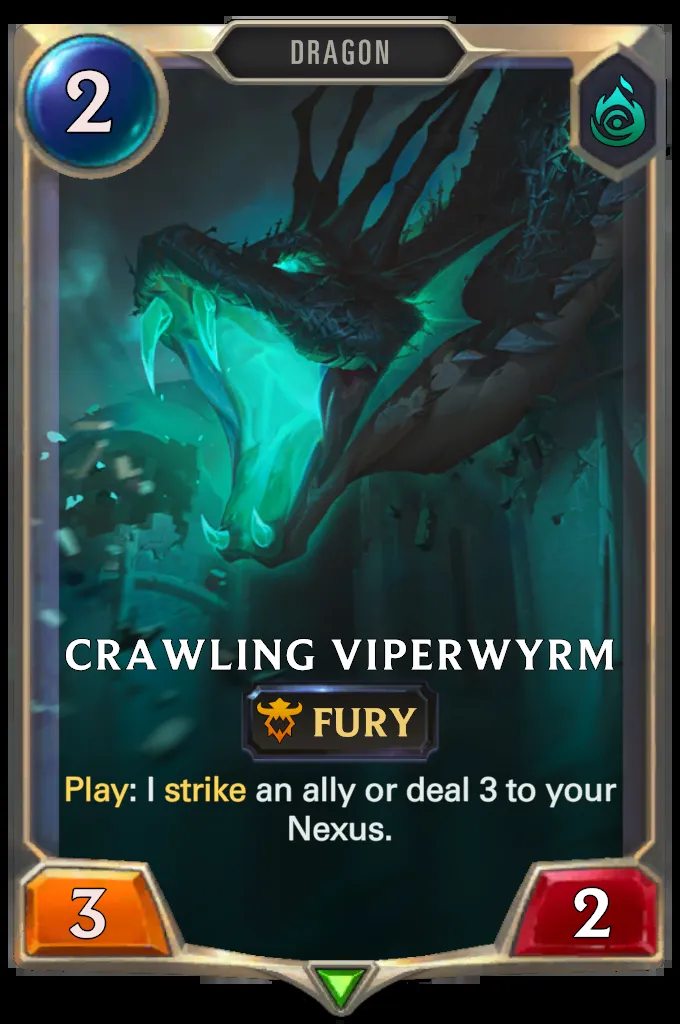 DRAGON
2
CRAWLING VIPERWYRM
FURY
Play: I strike an ally or deal 3 to your
Nexus.
3
2